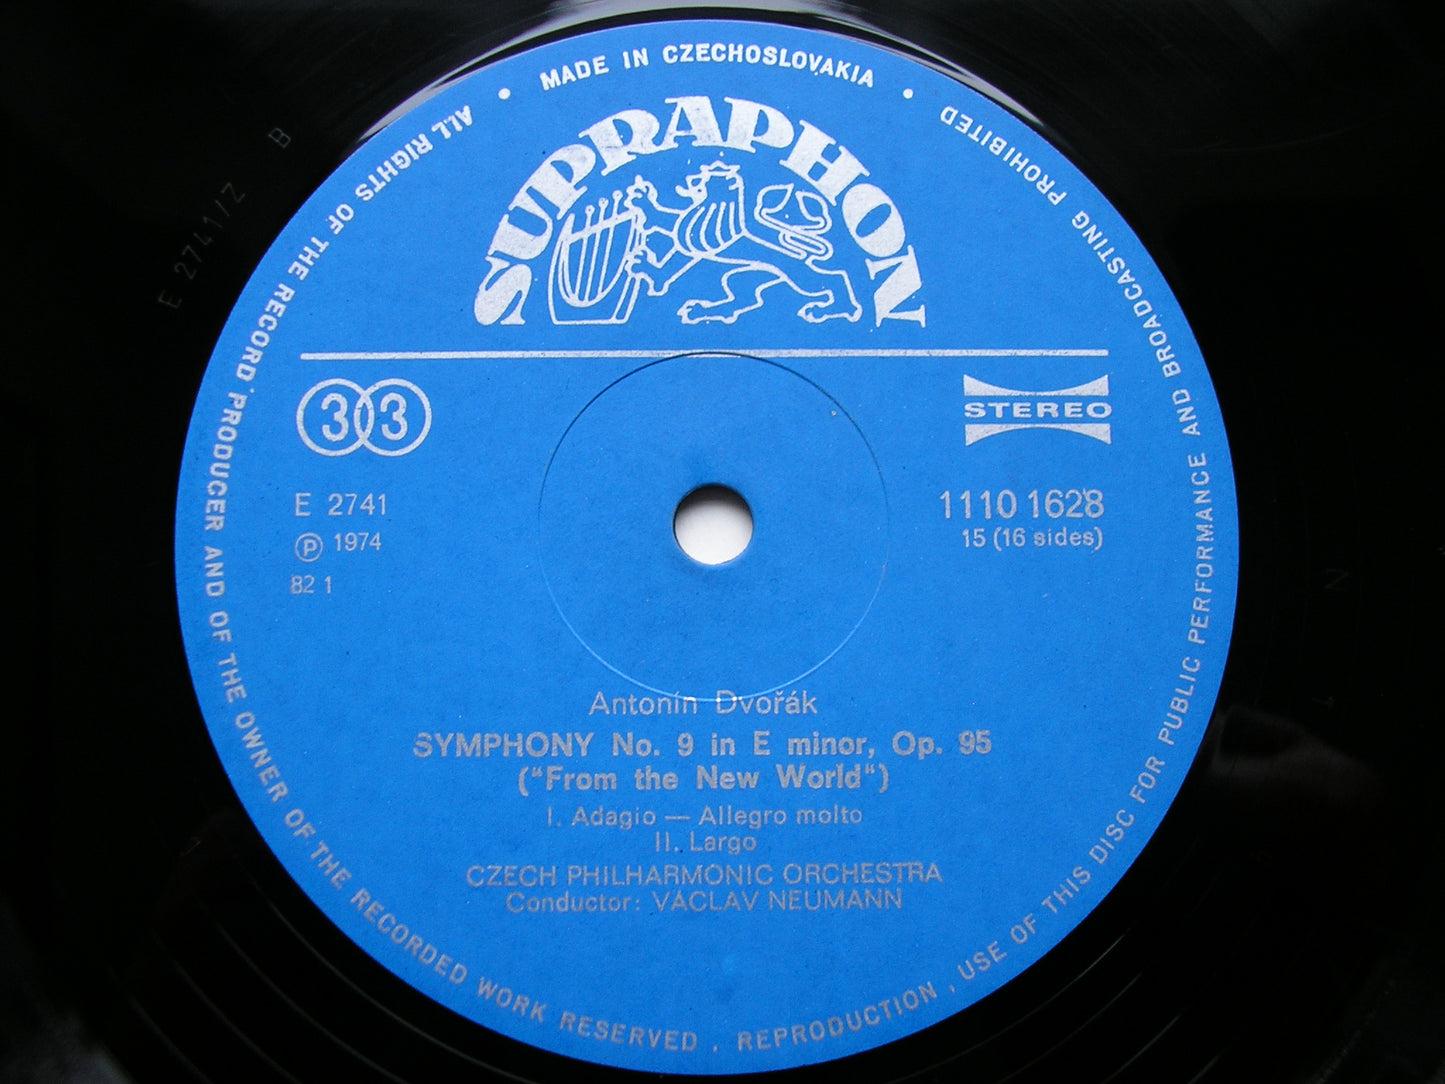 ALL RIGHTS OF THE RECORD PRODUCER AND OF THE OWNER OF THE RECORDED WORK RESERVED . REPRODUCTION , USE OF THIS DISC FOR PUBLIC PERFORMANCE AND BROADCASTING PROHIBITED
• MADE IN CZECHOSLOVAKIA •
SUPRAPHON
33
STEREO
E 2741
1110 1628
Ⓟ 1974
15 (16 sides)
82 1
Antonín Dvořák
SYMPHONY No. 9 in E minor, Op. 95
("From the New World")
I. Adagio — Allegro molto
II. Largo
CZECH PHILHARMONIC ORCHESTRA
Conductor: VÁCLAV NEUMANN
E 2741/Z B